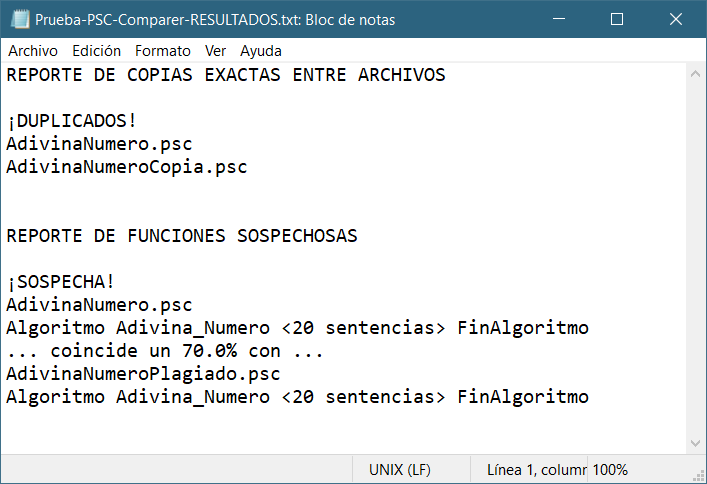 Prueba-PSC-Comparer-RESULTADOS.txt: Bloc de notas
Archivo Edición Formato Ver Ayuda
REPORTE DE COPIAS EXACTAS ENTRE ARCHIVOS
¡DUPLICADOS!
AdivinaNumero.psc
AdivinaNumeroCopia.psc
REPORTE DE FUNCIONES SOSPECHOSAS
¡SOSPECHA!
AdivinaNumero.psc
Algoritmo Adivina_Numero <20 sentencias> FinAlgoritmo
... coincide un 70.0% con ...
AdivinaNumeroPlagiado.psc
Algoritmo Adivina_Numero <20 sentencias> FinAlgoritmo
UNIX (LF) Línea 1, column 100%